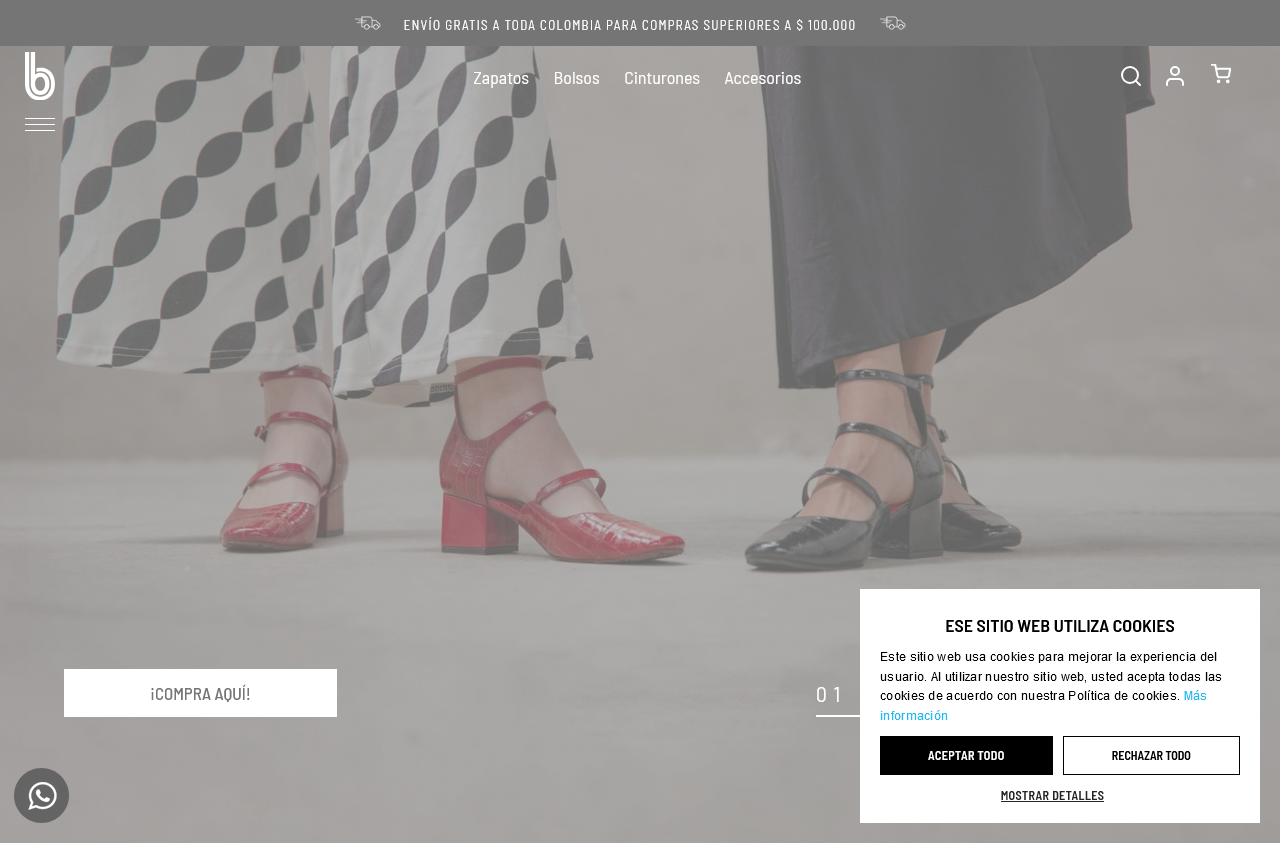 ENVÍO GRATIS A TODA COLOMBIA PARA COMPRAS SUPERIORES A $ 100.000
b
Zapatos Bolsos Cinturones Accesorios
¡COMPRA AQUÍ!
01
ESE SITIO WEB UTILIZA COOKIES
Este sitio web usa cookies para mejorar la experiencia del
usuario. Al utilizar nuestro sitio web, usted acepta todas las
cookies de acuerdo con nuestra Política de cookies. Más
información
ACEPTAR TODO RECHAZAR TODO
MOSTRAR DETALLES